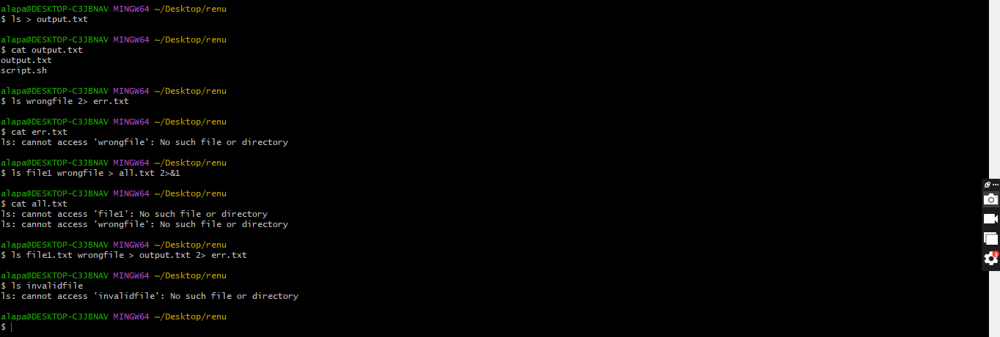 alapa@DESKTOP-C3JBNAV MINGW64 ~/Desktop/renu
$ ls > output.txt
alapa@DESKTOP-C3JBNAV MINGW64 ~/Desktop/renu
$ cat output.txt
output.txt
script.sh
alapa@DESKTOP-C3JBNAV MINGW64 ~/Desktop/renu
$ ls wrongfile 2> err.txt
alapa@DESKTOP-C3JBNAV MINGW64 ~/Desktop/renu
$ cat err.txt
ls: cannot access 'wrongfile': No such file or directory
alapa@DESKTOP-C3JBNAV MINGW64 ~/Desktop/renu
$ ls file1 wrongfile > all.txt 2>&1
alapa@DESKTOP-C3JBNAV MINGW64 ~/Desktop/renu
$ cat all.txt
ls: cannot access 'file1': No such file or directory
ls: cannot access 'wrongfile': No such file or directory
alapa@DESKTOP-C3JBNAV MINGW64 ~/Desktop/renu
$ ls file1.txt wrongfile > output.txt 2> err.txt
alapa@DESKTOP-C3JBNAV MINGW64 ~/Desktop/renu
$ ls invalidfile
ls: cannot access 'invalidfile': No such file or directory
alapa@DESKTOP-C3JBNAV MINGW64 ~/Desktop/renu
$
3